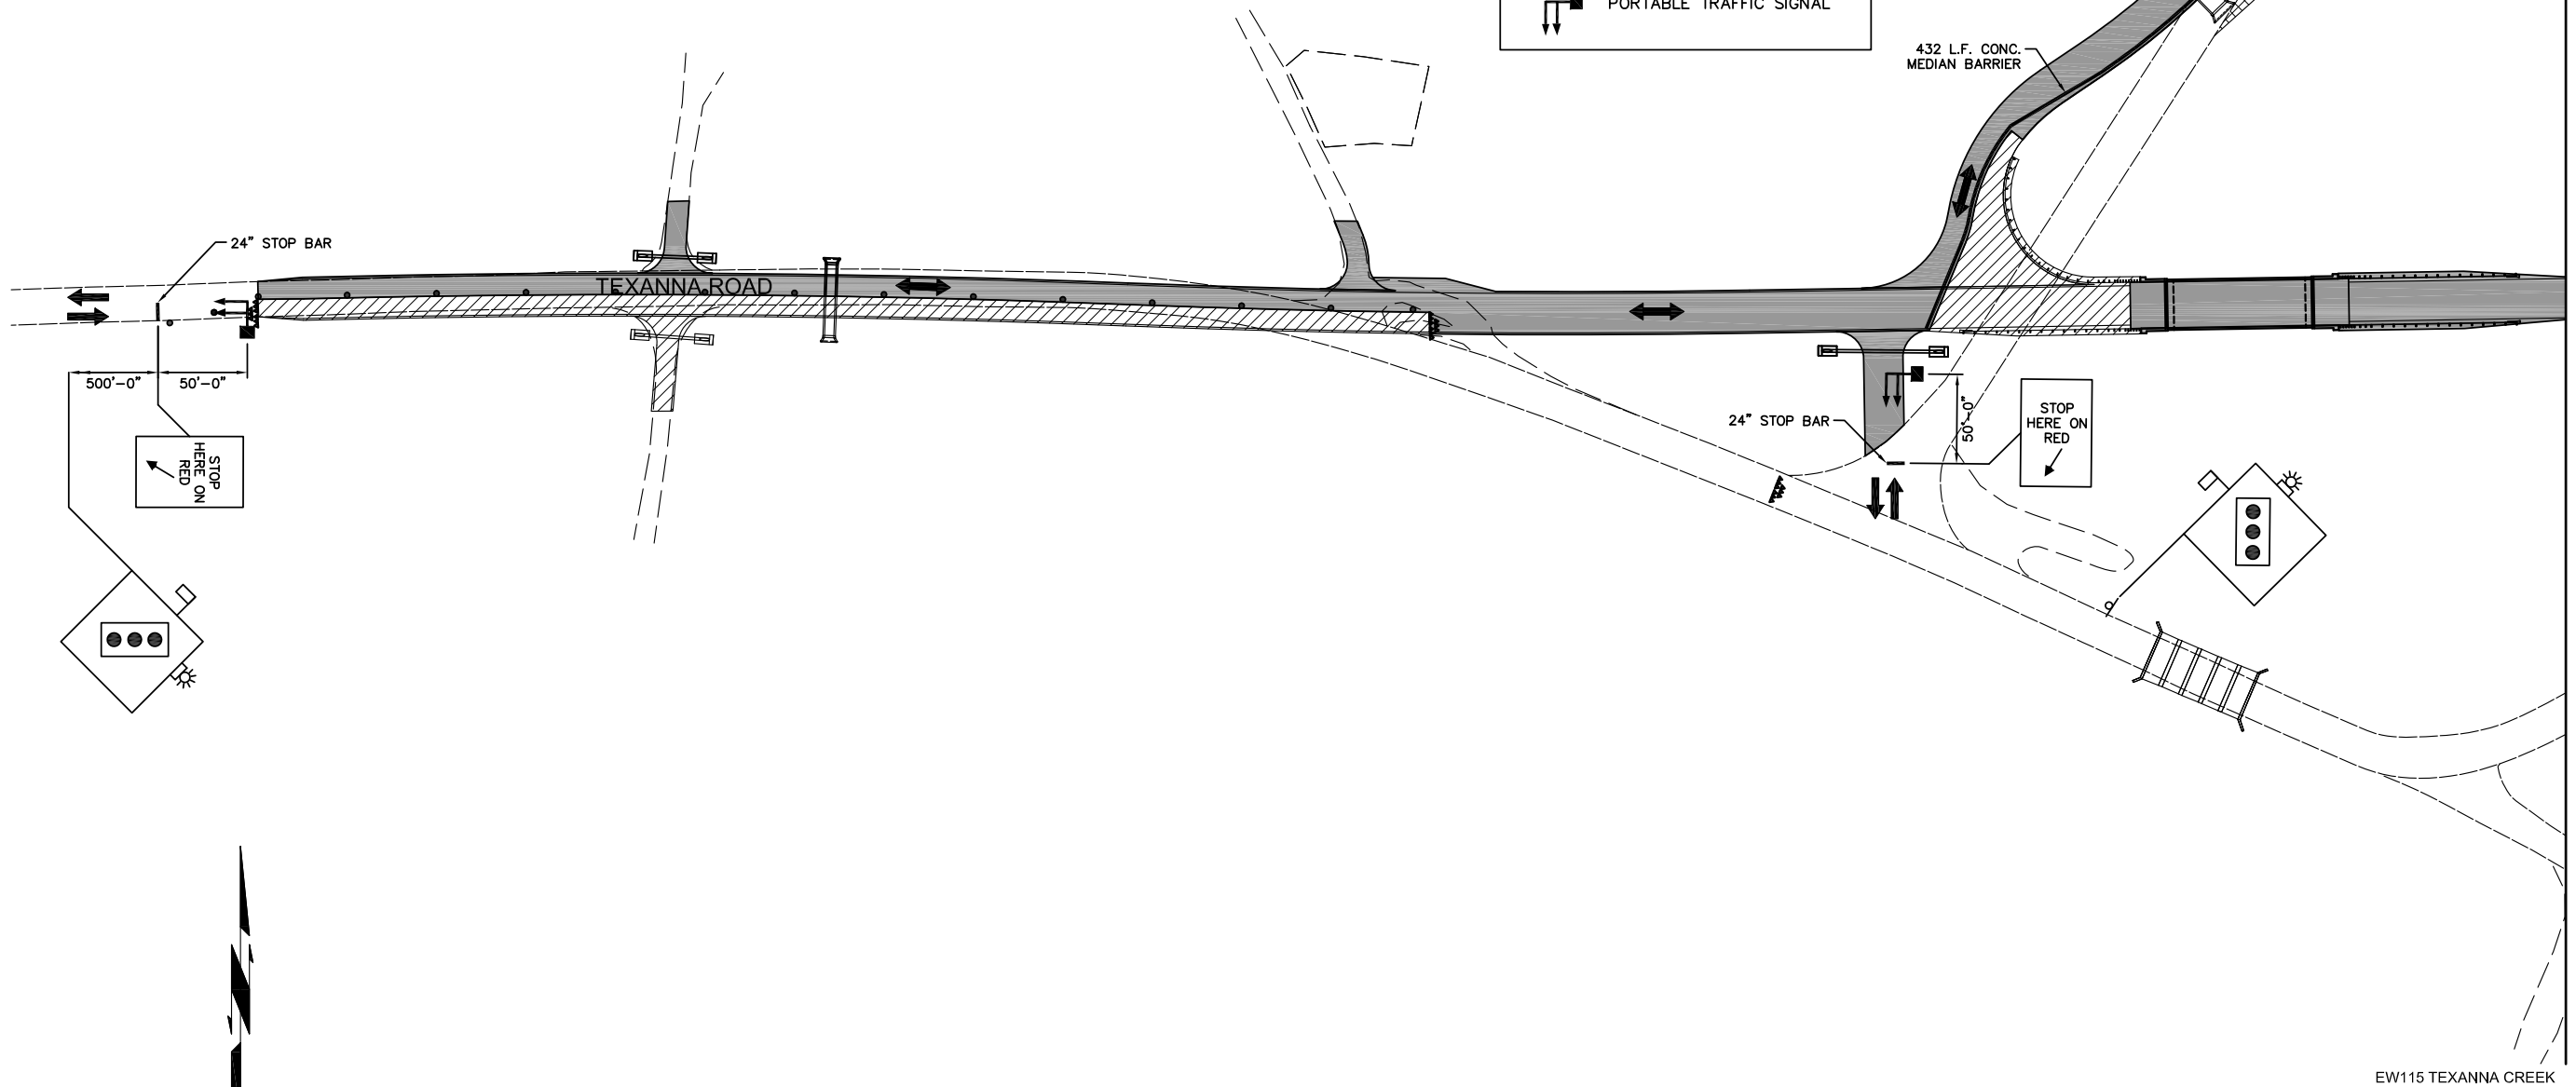 PORTABLE TRAFFIC SIGNAL
432 L.F. CONC.
MEDIAN BARRIER
24" STOP BAR
TEXANNA ROAD
500'-0"
50'-0"
STOP
HERE ON
RED
24" STOP BAR
50'-0"
STOP
HERE ON
RED
EW115 TEXANNA CREEK